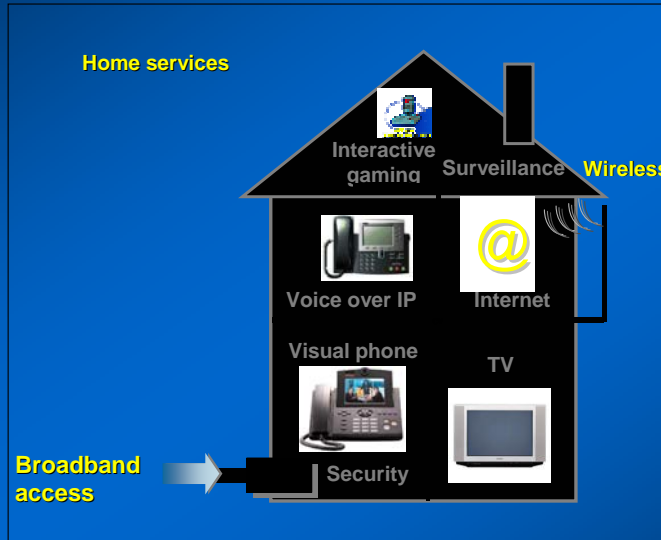 Home services
Interactive
gaming
Surveillance
Wireless
Voice over IP
@
Internet
Visual phone
TV
Broadband
access
Security